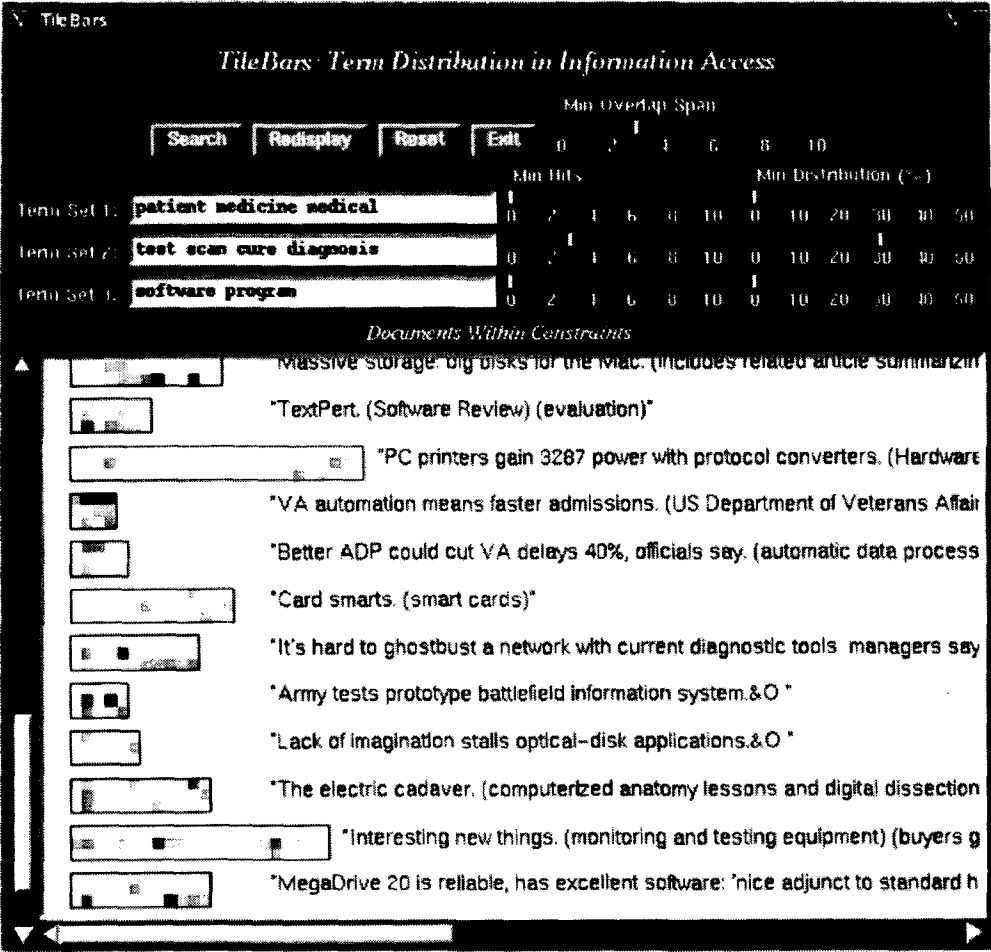 TileBars
TileBars: Term Distribution in Information Access
Min Overlap Span
Search Redisplay Reset Exit 0 2 4 6 8 10
Min Hits Min Distribution (%)
Term Set 1: patient medicine medical 0 2 4 6 8 10 0 10 20 30 40 50
Term Set 2: test scan cure diagnosis 0 2 4 6 8 10 0 10 20 30 40 50
Term Set 3: software program 0 2 4 6 8 10 0 10 20 30 40 50
Documents Within Constraints
"Massive storage: big disks for the Mac. (includes related article summarizin
"TextPert. (Software Review) (evaluation)"
"PC printers gain 3287 power with protocol converters. (Hardware
"VA automation means faster admissions. (US Department of Veterans Affair
"Better ADP could cut VA delays 40%, officials say. (automatic data process
"Card smarts. (smart cards)"
"It's hard to ghostbust a network with current diagnostic tools managers say
"Army tests prototype battlefield information system.&O "
"Lack of imagination stalls optical-disk applications.&O "
"The electric cadaver. (computerized anatomy lessons and digital dissection
"Interesting new things. (monitoring and testing equipment) (buyers g
"MegaDrive 20 is reliable, has excellent software: 'nice adjunct to standard h